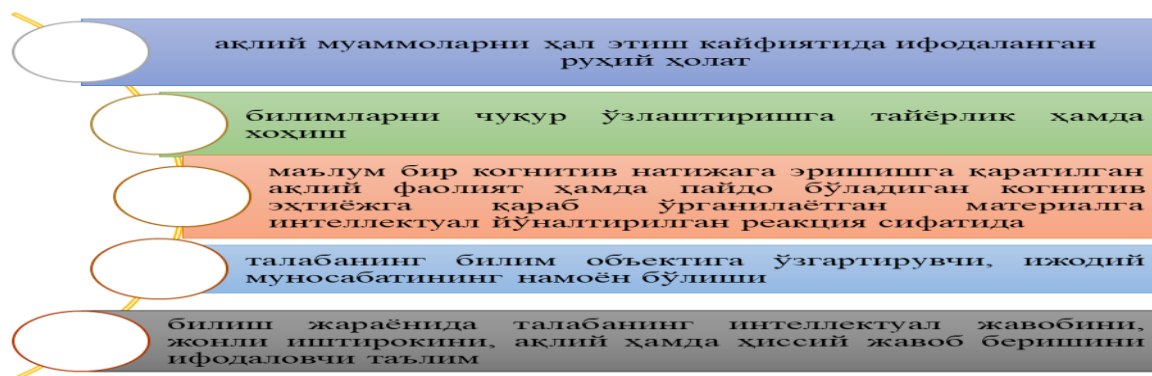 ақлий муаммоларни ҳал этиш кайфиятида ифодаланган
руҳий ҳолат
билимларни чуқур ўзлаштиришга тайёрлик ҳамда
хоҳиш
маълум бир когнитив натижага эришишга қаратилган
ақлий фаолият ҳамда пайдо бўладиган когнитив
эҳтиёжга қараб ўрганилаётган материалга
интеллектуал йўналтирилган реакция сифатида
талабанинг билим объектига ўзгартирувчи, ижодий
муносабатининг намоён бўлиши
билиш жараёнида талабанинг интеллектуал жавобини,
жонли иштирокини, ақлий ҳамда ҳиссий жавоб беришини
ифодаловчи таълим